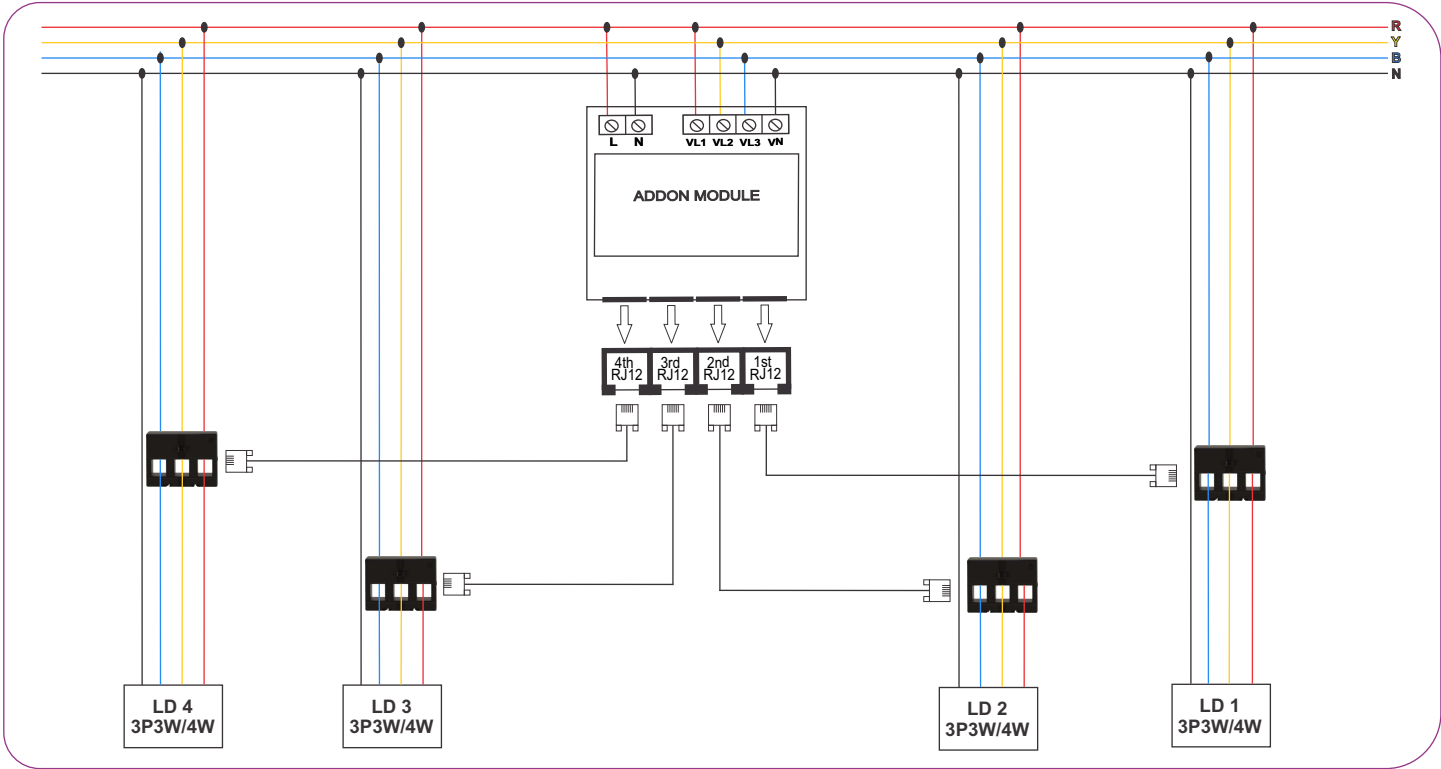 R
Y
B
N
L N VL1 VL2 VL3 VN
ADDON MODULE
4th RJ12
3rd RJ12
2nd RJ12
1st RJ12
LD 4
3P3W/4W
LD 3
3P3W/4W
LD 2
3P3W/4W
LD 1
3P3W/4W